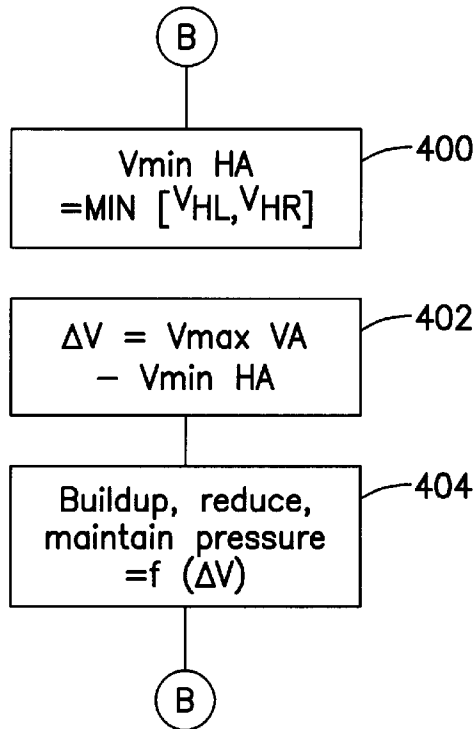 B
Vmin HA
=MIN [VHL,VHR]
400
ΔV = Vmax VA
- Vmin HA
402
Buildup, reduce,
maintain pressure
=f (ΔV)
404
B